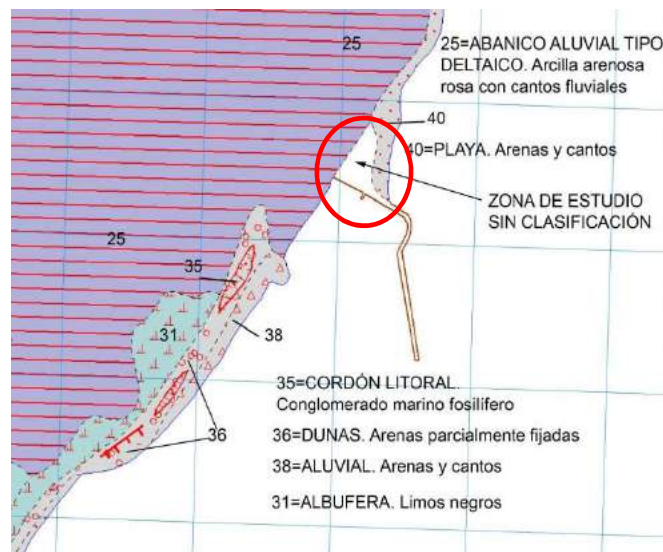 25
25=ABANICO ALUVIAL TIPO
DELTAICO. Arcilla arenosa
rosa con cantos fluviales
40
40=PLAYA. Arenas y cantos
ZONA DE ESTUDIO
SIN CLASIFICACIÓN
25
35
31
38
35=CORDÓN LITORAL.
Conglomerado marino fosilífero
36
36=DUNAS. Arenas parcialmente fijadas
38=ALUVIAL. Arenas y cantos
31=ALBUFERA. Limos negros